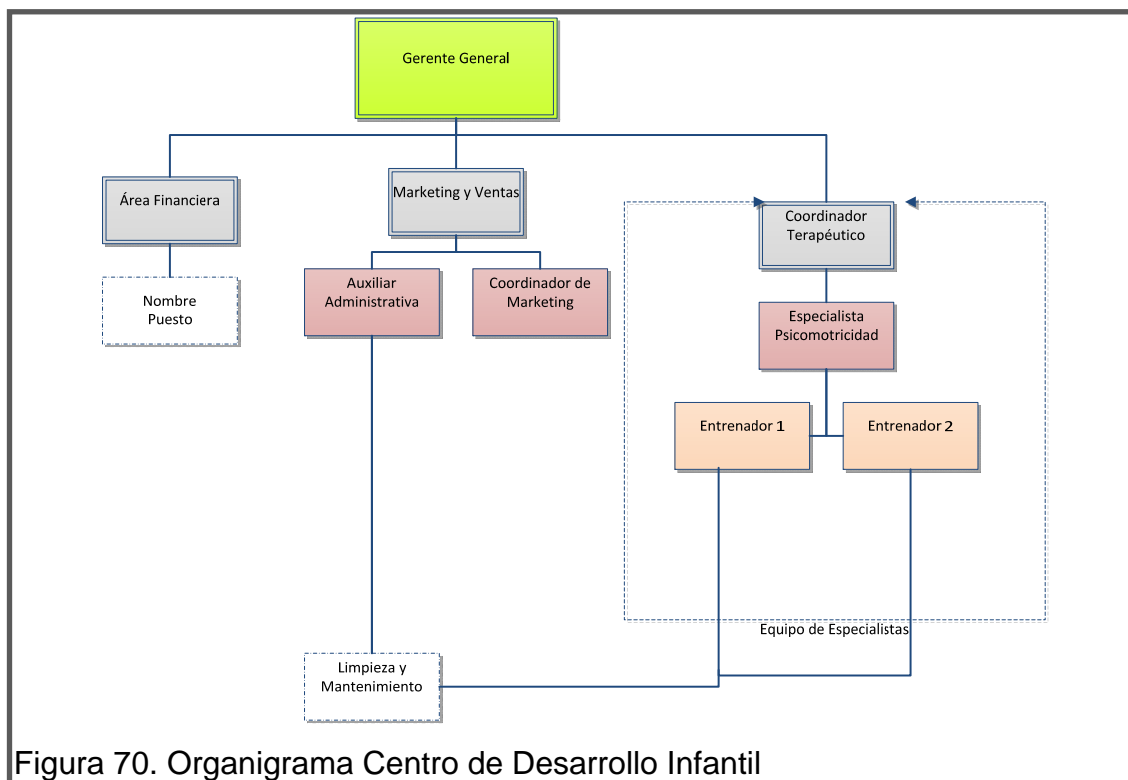 Gerente General
Área Financiera
Marketing y Ventas
Coordinador
Terapéutico
Nombre
Puesto
Auxiliar
Administrativa
Coordinador de
Marketing
Especialista
Psicomotricidad
Entrenador 1
Entrenador 2
Equipo de Especialistas
Limpieza y
Mantenimiento
Figura 70. Organigrama Centro de Desarrollo Infantil